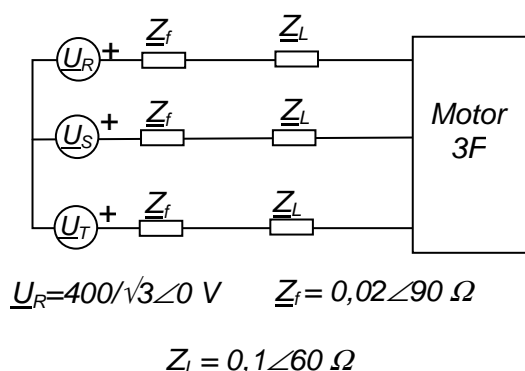 Z_f Z_L
U_R +
Z_f Z_L
U_S +
Motor
3F
Z_f Z_L
U_T +
U_R=400/√3∠0 V Z_f = 0,02∠90 Ω
Z_L = 0,1∠60 Ω